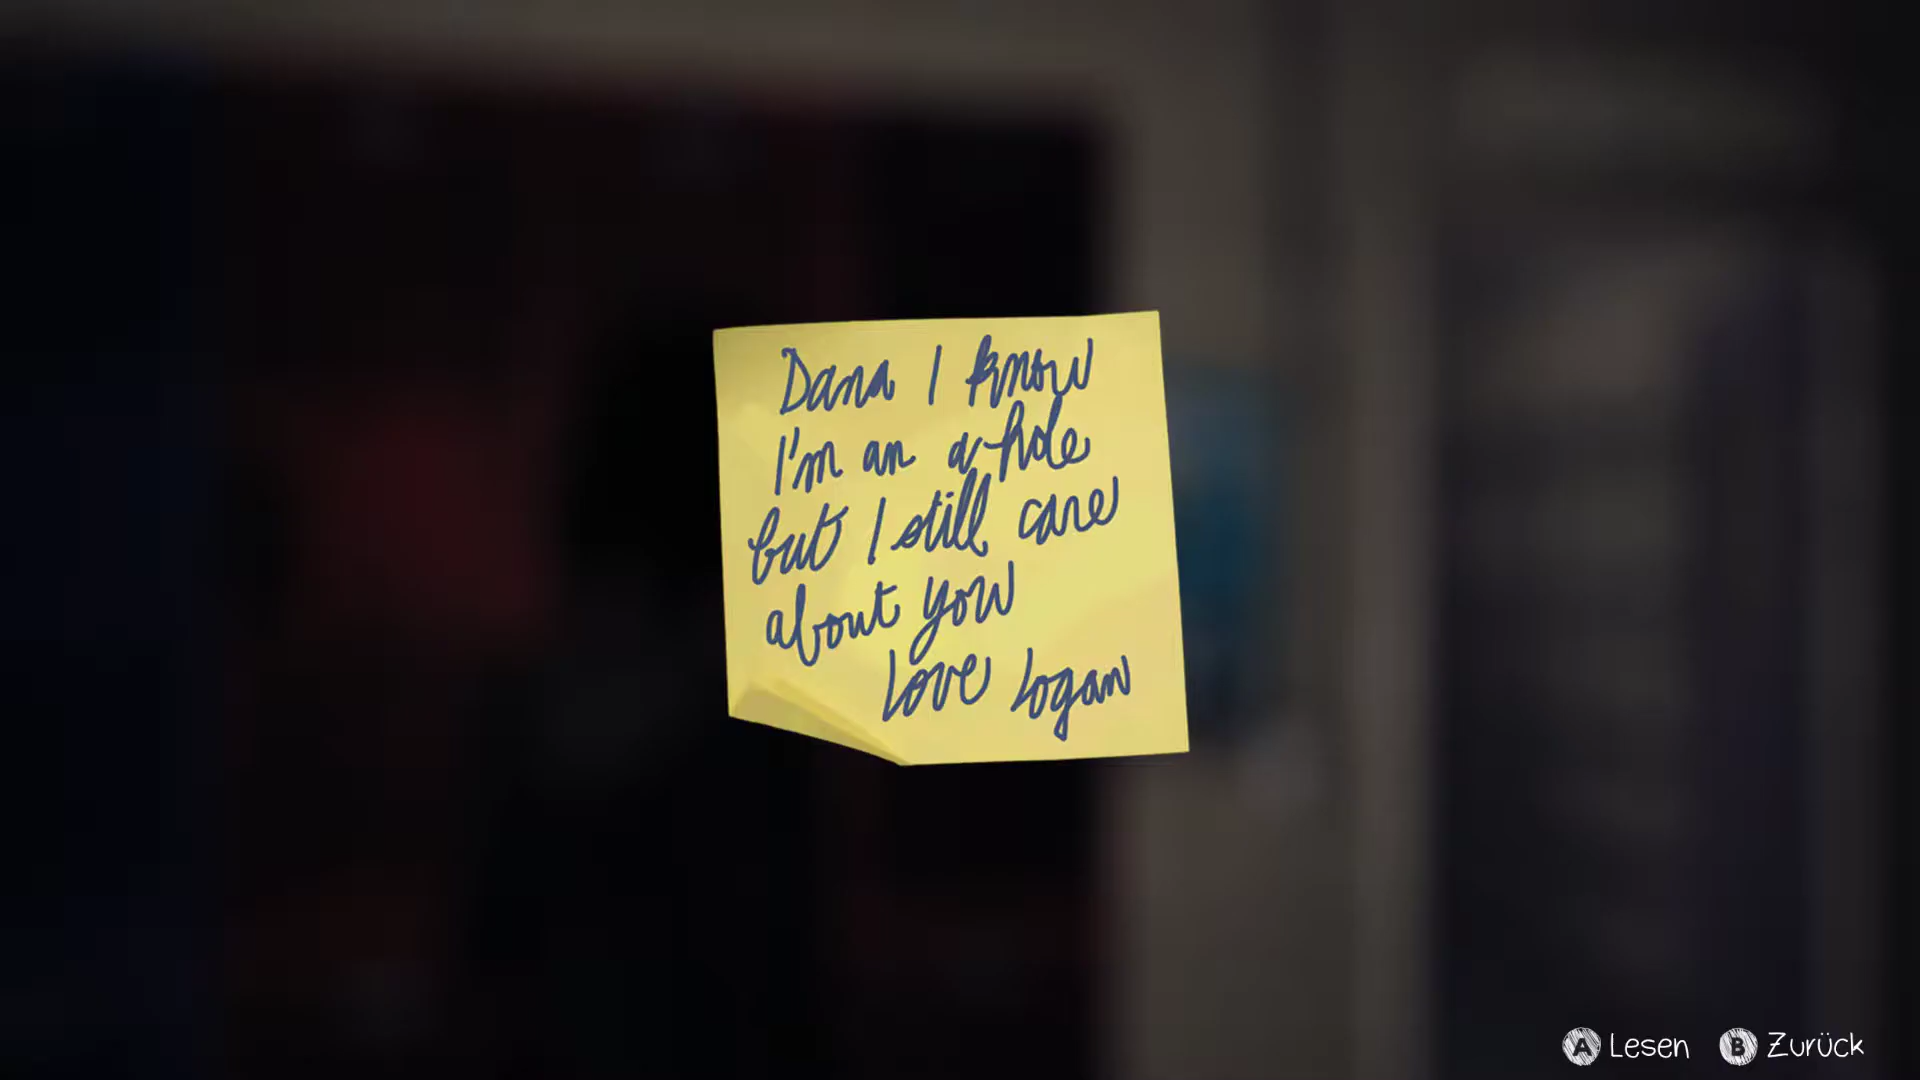 Dana I know
I'm an a-hole
but I still care
about you
Love Logan
A Lesen B Zurück